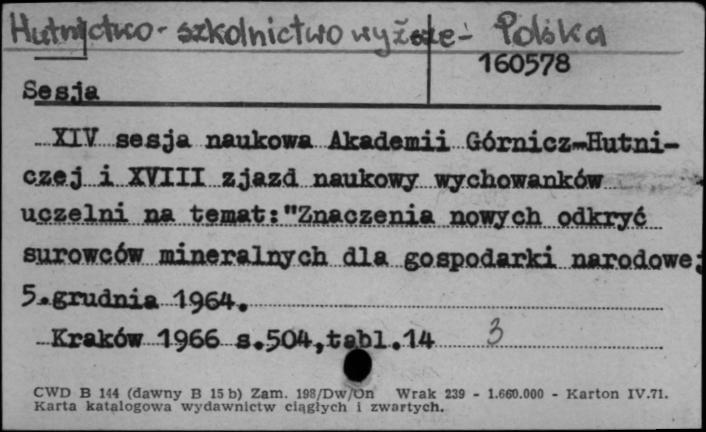 Hutnictwo - szkolnictwo wyższe - Polska
160578
Sesja
XIV sesja naukowa Akademii Górnicz-Hutni-
czej i XVIII zjazd naukowy wychowanków
uczelni na temat:"Znaczenia nowych odkryć
surowców mineralnych dla gospodarki narodowej
5.grudnia 1964.
Kraków 1966 s.504,tabl.14 3
CWD B 144 (dawny B 15 b) Zam. 198/Dw/On Wrak 239 - 1.660.000 - Karton IV.71.
Karta katalogowa wydawnictw ciągłych i zwartych.